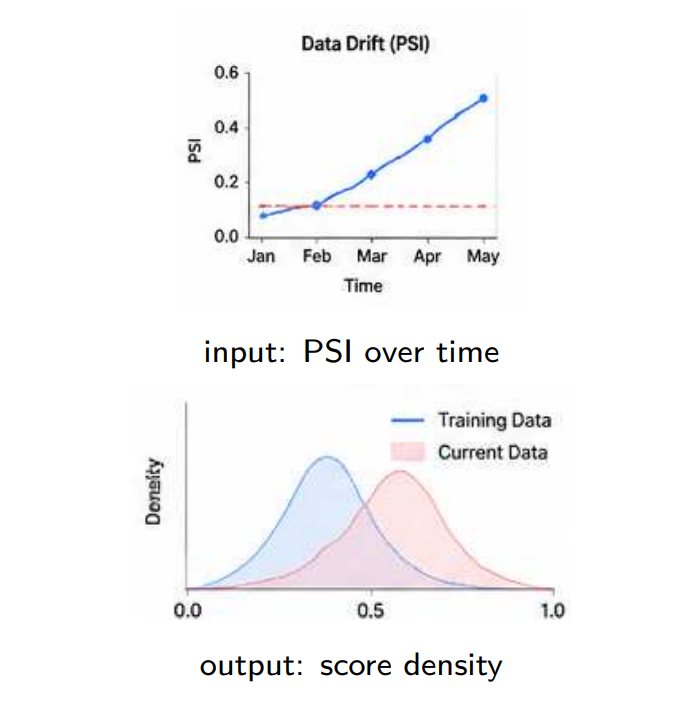 Data Drift (PSI)
0.6
0.4
0.2
0.0
PSI
Jan Feb Mar Apr May
Time
input: PSI over time
Training Data
Current Data
Density
0.0 0.5 1.0
output: score density